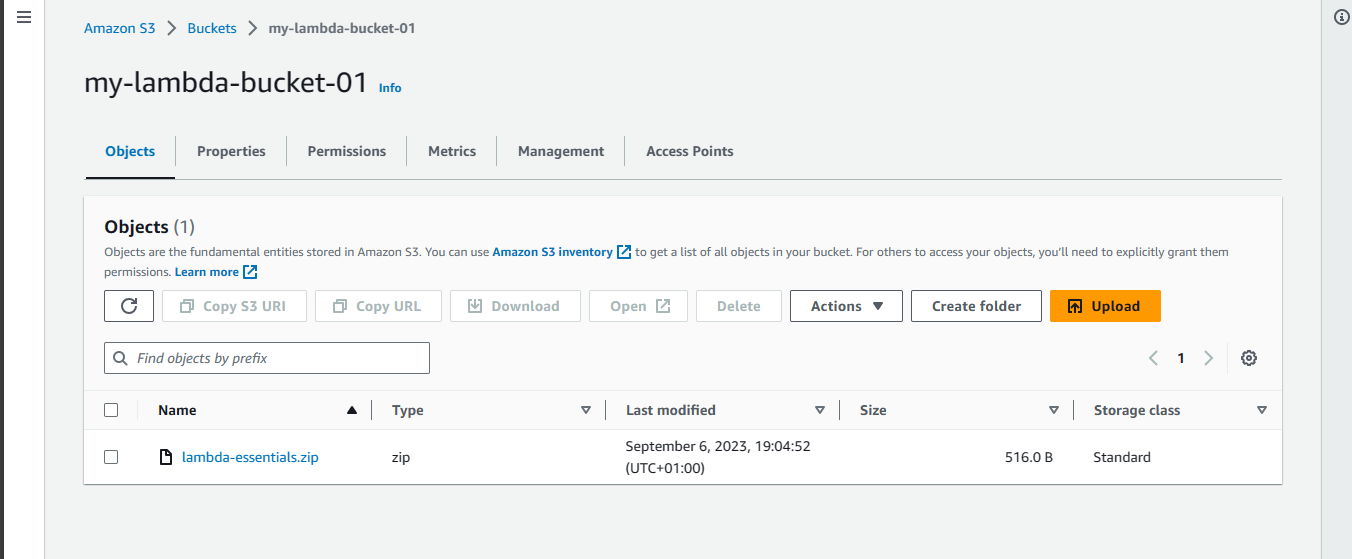 Amazon S3 > Buckets > my-lambda-bucket-01
my-lambda-bucket-01 Info
Objects Properties Permissions Metrics Management Access Points
Objects (1)
Objects are the fundamental entities stored in Amazon S3. You can use Amazon S3 inventory to get a list of all objects in your bucket. For others to access your objects, you’ll need to explicitly grant them
permissions. Learn more
Copy S3 URI Copy URL Download Open Delete Actions Create folder Upload
Find objects by prefix 1
Name Type Last modified Size Storage class
lambda-essentials.zip zip September 6, 2023, 19:04:52 516.0 B Standard
(UTC+01:00)